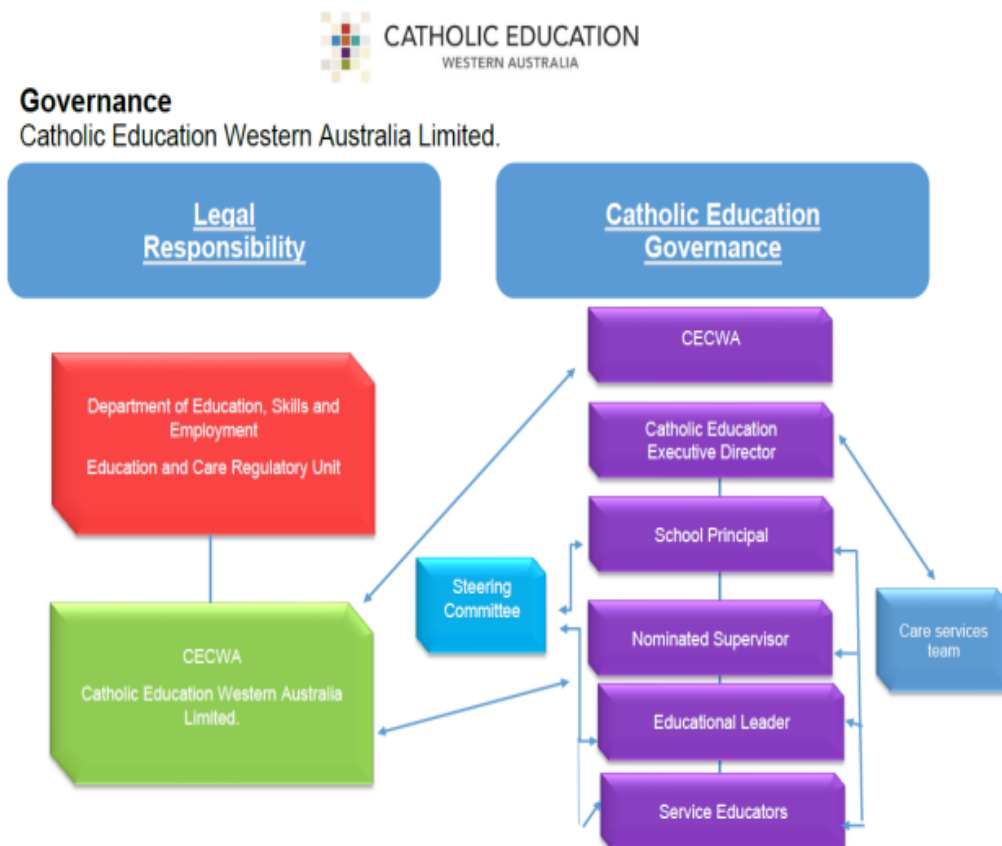 CATHOLIC EDUCATION
WESTERN AUSTRALIA
Governance
Catholic Education Western Australia Limited.
Legal
Responsibility
Catholic Education
Governance
Department of Education, Skills and
Employment
Education and Care Regulatory Unit
CECWA
Catholic Education Western Australia
Limited.
Steering
Committee
CECWA
Catholic Education
Executive Director
School Principal
Nominated Supervisor
Educational Leader
Service Educators
Care services
team